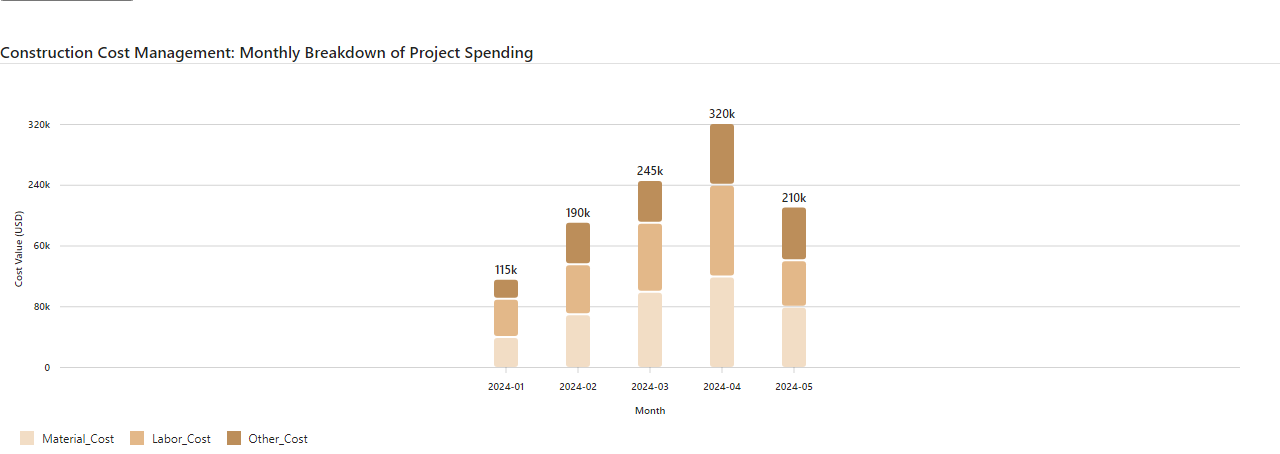 Construction Cost Management: Monthly Breakdown of Project Spending
320k
320k
245k
240k
190k
210k
60k
115k
80k
0
Cost Value (USD)
2024-01 2024-02 2024-03 2024-04 2024-05
Month
Material_Cost Labor_Cost Other_Cost